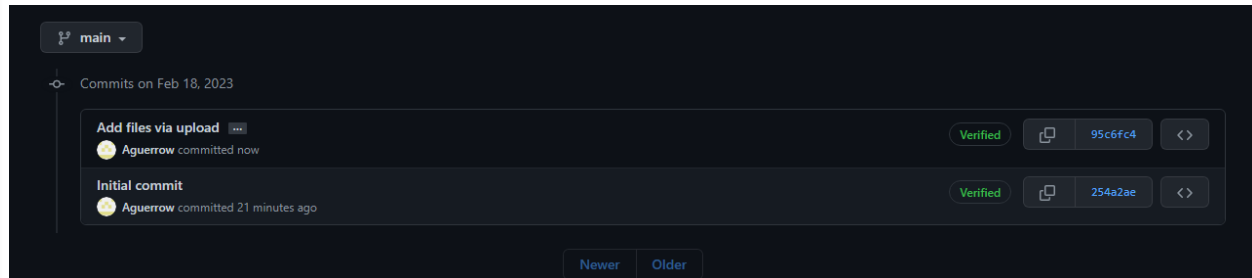 main
Commits on Feb 18, 2023
Add files via upload ...
Verified
95c6fc4
Aguerrow committed now
Initial commit
Verified
254a2ae
Aguerrow committed 21 minutes ago
Newer Older